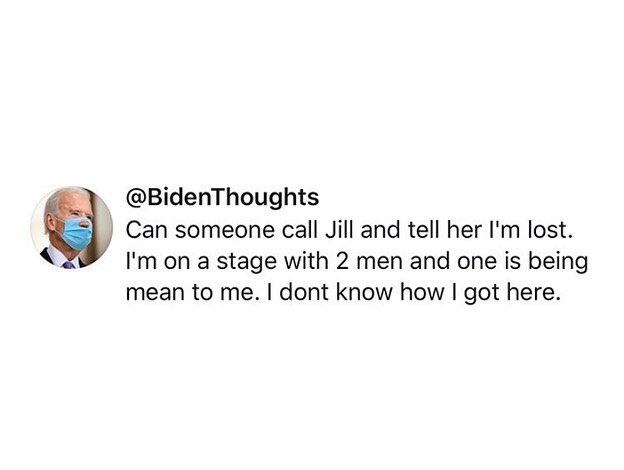 @BidenThoughts
Can someone call Jill and tell her I'm lost.
I'm on a stage with 2 men and one is being
mean to me. I dont know how I got here.